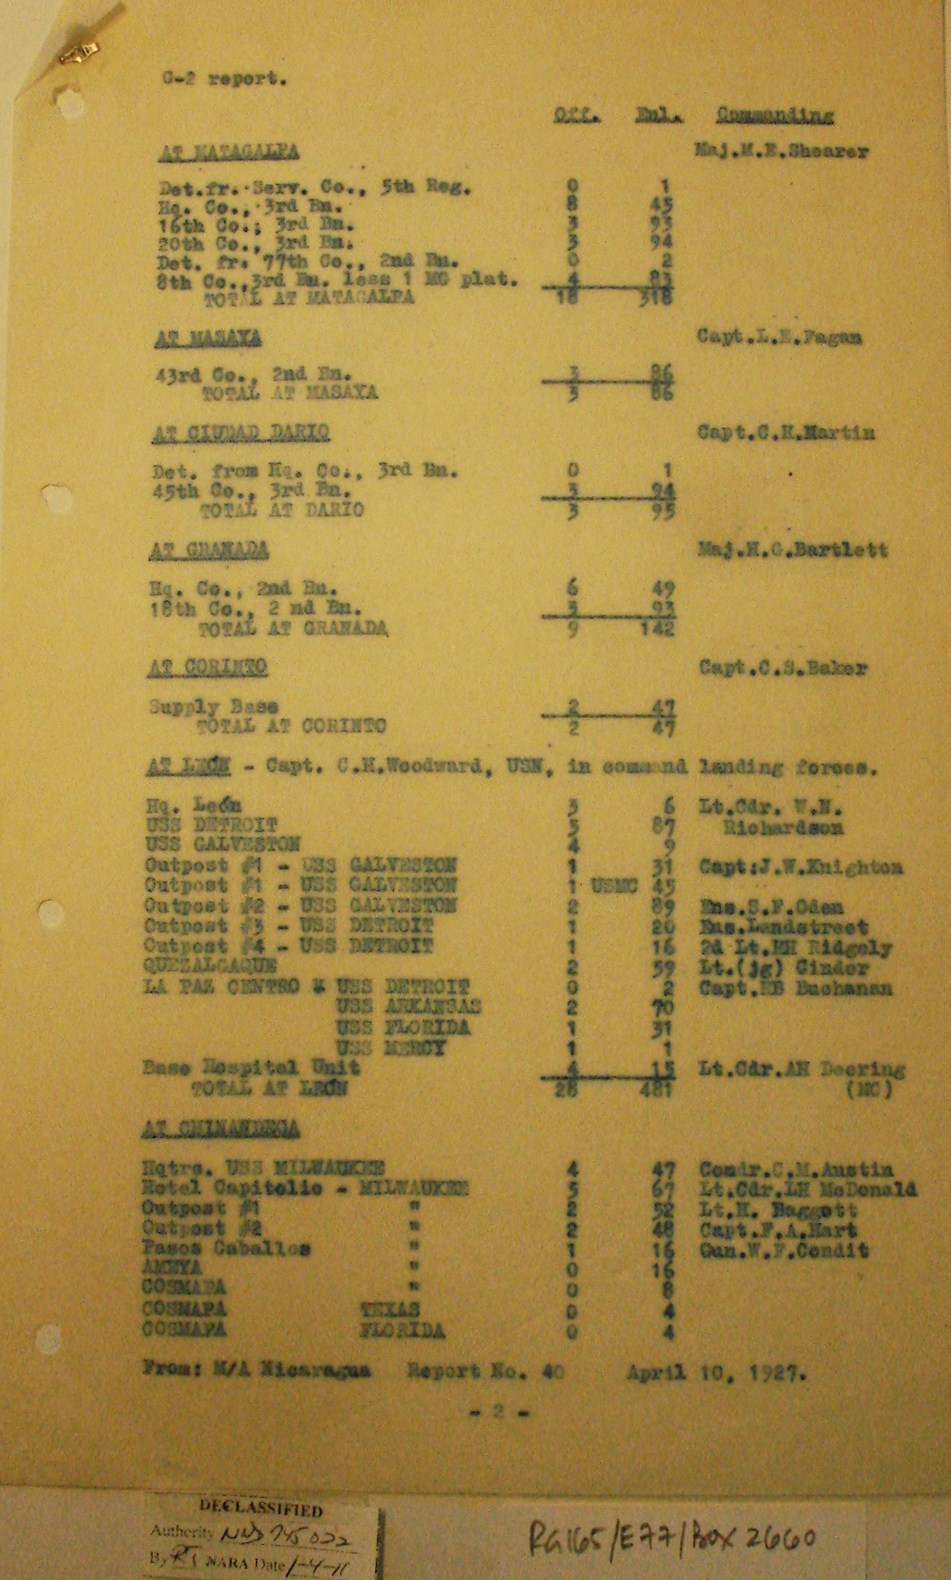 G-2 report.
Off. Enl. Commanding
AT MATAGALPA Maj.M.E.Shearer
Det.fr. Serv. Co., 5th Reg. 0 1
Hq. Co., 3rd Bn. 8 45
16th Co., 3rd Bn. 3 93
20th Co., 3rd Bn. 3 94
Det. fr. 77th Co., 2nd Bn. 0 2
8th Co.,3rd Bn. less 1 MG plat. 4 83
TOTAL AT MATAGALPA 18 318
AT MASAYA Capt.L.E.Fagan
43rd Co., 2nd Bn. 3 86
TOTAL AT MASAYA 3 86
AT CIUDAD DARIO Capt.C.H.Martin
Det. from Hq. Co., 3rd Bn. 0 1
45th Co., 3rd Bn. 3 94
TOTAL AT DARIO 3 95
AT GRANADA Maj.H.G.Bartlett
Hq. Co., 2nd Bn. 6 49
18th Co., 2 nd Bn. 3 93
TOTAL AT GRANADA 9 142
AT CORINTO Capt.C.S.Baker
Supply Base 2 47
TOTAL AT CORINTO 2 47
AT LEÓN - Capt. C.H.Woodward, USN, in command landing forces.
Hq. León 3 6 Lt.Cdr. W.N.
USS DETROIT 5 87 Richardson
USS GALVESTON 4 9
Outpost #1 - USS GALVESTON 1 31 Capt:J.W.Knighton
Outpost #1 - USS GALVESTON 1 USMC 45
Outpost #2 - USS GALVESTON 2 89 Ens.S.F.Oden
Outpost #3 - USS DETROIT 1 20 Ens.Landstreet
Outpost #4 - USS DETROIT 1 16 2d Lt.RH Ridgely
QUEZALGAQUE 2 59 Lt.(jg) Ginder
LA PAZ CENTRO & USS DETROIT 0 2 Capt. Buchanan
USS ARKANSAS 2 70
USS FLORIDA 1 31
USS MERCY 1 1
Base Hospital Unit 4 15 Lt.Cdr.AH Deering
TOTAL AT LEÓN 28 481 (MC)
AT CHINANDEGA
Hqtrs. USS MILWAUKEE 4 47 Comdr.C.M.Austin
Hotel Capitolio - MILWAUKEE 5 67 Lt.Cdr.LH McDonald
Outpost #1 " 2 52 Lt.H. Baggett
Outpost #2 " 2 48 Capt.F.A.Hart
Pasos Caballos " 1 16 Gun.W.F.Condit
AMEYA " 0 16
COSMAPA " 0 8
COSMAPA TEXAS 0 4
COSMAPA FLORIDA 0 4
From: M/A Nicaragua Report No. 40 April 10, 1927.
- 2 -
DECLASSIFIED
Authority NND 745022
By NARA Date 1-4-11
RG165/E77/Box 2660